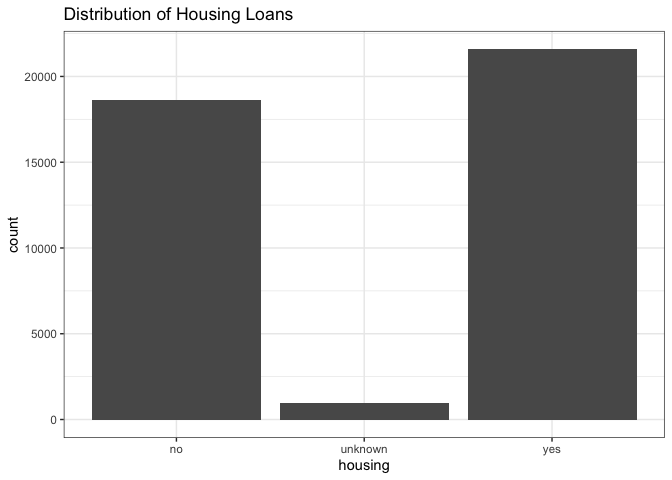 Distribution of Housing Loans
20000
15000
10000
5000
0
count
no unknown yes
housing